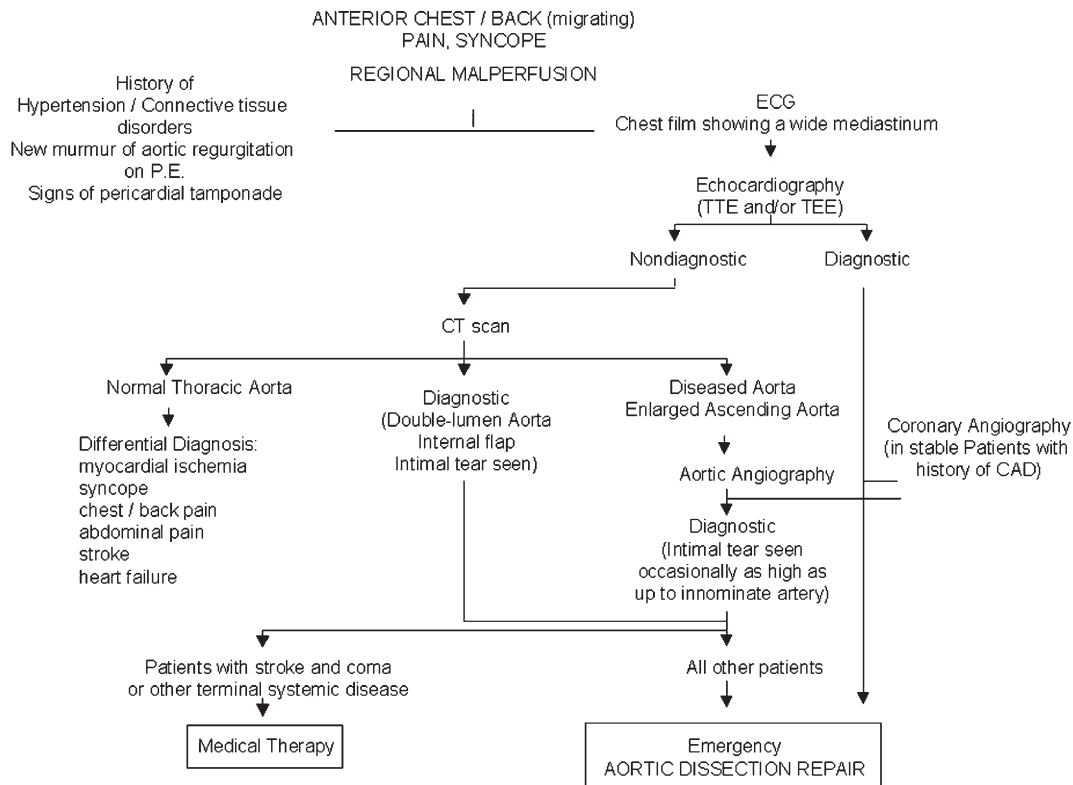 ANTERIOR CHEST / BACK (migrating)
PAIN, SYNCOPE
REGIONAL MALPERFUSION
History of
Hypertension / Connective tissue
disorders
New murmur of aortic regurgitation
on P.E.
Signs of pericardial tamponade
ECG
Chest film showing a wide mediastinum
Echocardiography
(TTE and/or TEE)
Nondiagnostic
Diagnostic
CT scan
Normal Thoracic Aorta
Differential Diagnosis:
myocardial ischemia
syncope
chest / back pain
abdominal pain
stroke
heart failure
Diagnostic
(Double-lumen Aorta
Internal flap
Intimal tear seen)
Diseased Aorta
Enlarged Ascending Aorta
Aortic Angiography
Coronary Angiography
(in stable Patients with
history of CAD)
Diagnostic
(Intimal tear seen
occasionally as high as
up to innominate artery)
Patients with stroke and coma
or other terminal systemic disease
All other patients
Medical Therapy
Emergency
AORTIC DISSECTION REPAIR